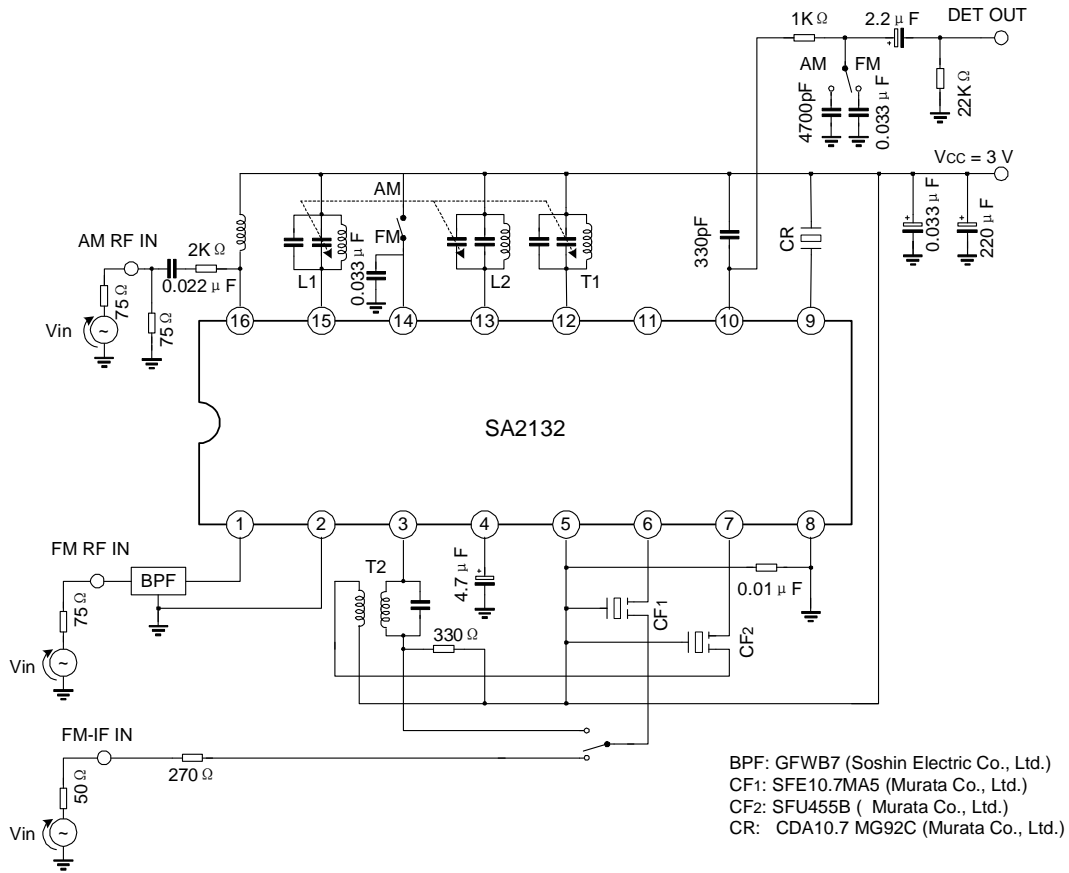 1K Ω
2.2 μ F
DET OUT
AM
FM
4700pF
0.033 μ F
22K Ω
VCC = 3 V
AM
FM
0.033 μ F
L1
L2
T1
330pF
CR
0.033 μ F
220 μ F
AM RF IN
2K Ω
0.022 μ F
75 Ω
75 Ω
Vin
16
15
14
13
12
11
10
9
SA2132
1
2
3
4
5
6
7
8
FM RF IN
BPF
75 Ω
Vin
T2
4.7 μ F
330 Ω
CF1
CF2
0.01 μ F
FM-IF IN
50 Ω
270 Ω
Vin
BPF: GFWB7 (Soshin Electric Co., Ltd.)
CF1: SFE10.7MA5 (Murata Co., Ltd.)
CF2: SFU455B ( Murata Co., Ltd.)
CR: CDA10.7 MG92C (Murata Co., Ltd.)